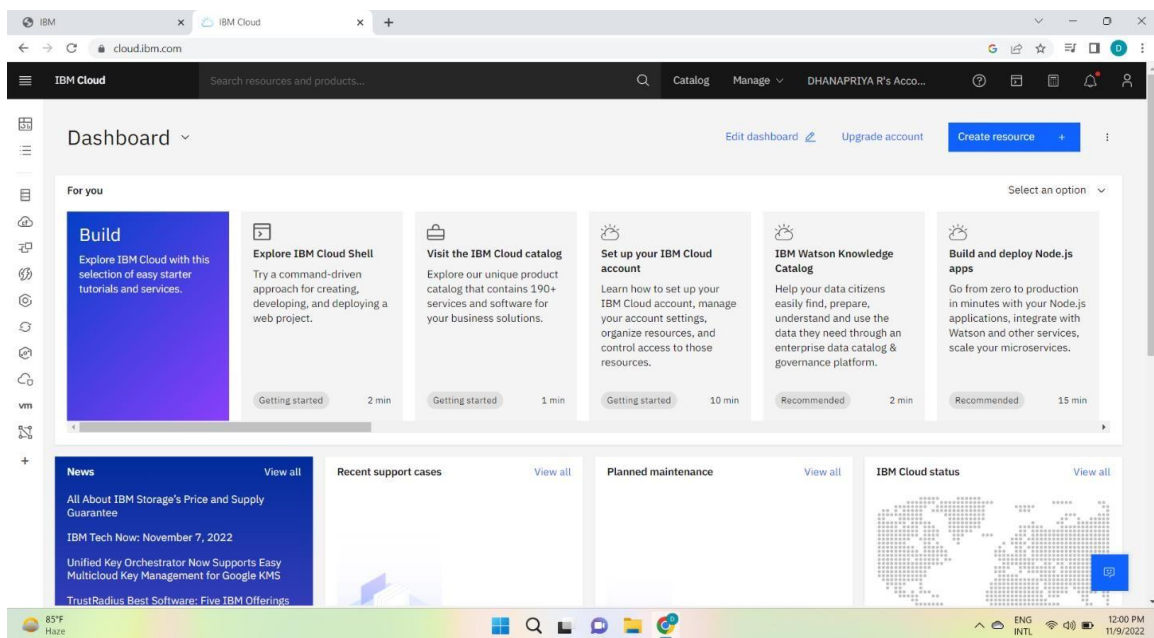 IBM
IBM Cloud
cloud.ibm.com
G
D
IBM Cloud
Search resources and products...
Catalog
Manage
DHANAPRIYA R's Acco...
Dashboard
Edit dashboard
Upgrade account
Create resource +
For you
Select an option
Build
Explore IBM Cloud with this
selection of easy starter
tutorials and services.
Explore IBM Cloud Shell
Try a command-driven
approach for creating,
developing, and deploying a
web project.
Getting started 2 min
Visit the IBM Cloud catalog
Explore our unique product
catalog that contains 190+
services and software for
your business solutions.
Getting started 1 min
Set up your IBM Cloud
account
Learn how to set up your
IBM Cloud account, manage
your account settings,
organize resources, and
control access to those
resources.
Getting started 10 min
IBM Watson Knowledge
Catalog
Help your data citizens
easily find, prepare,
understand and use the
data they need through an
enterprise data catalog &
governance platform.
Recommended 2 min
Build and deploy Node.js
apps
Go from zero to production
in minutes with your Node.js
applications, integrate with
Watson and other services,
scale your microservices.
Recommended 15 min
vm
News View all
All About IBM Storage's Price and Supply
Guarantee
IBM Tech Now: November 7, 2022
Unified Key Orchestrator Now Supports Easy
Multicloud Key Management for Google KMS
TrustRadius Best Software: Five IBM Offerings
Recent support cases View all
Planned maintenance View all
IBM Cloud status View all
85°F
Haze
ENG
INTL
12:00 PM
11/9/2022